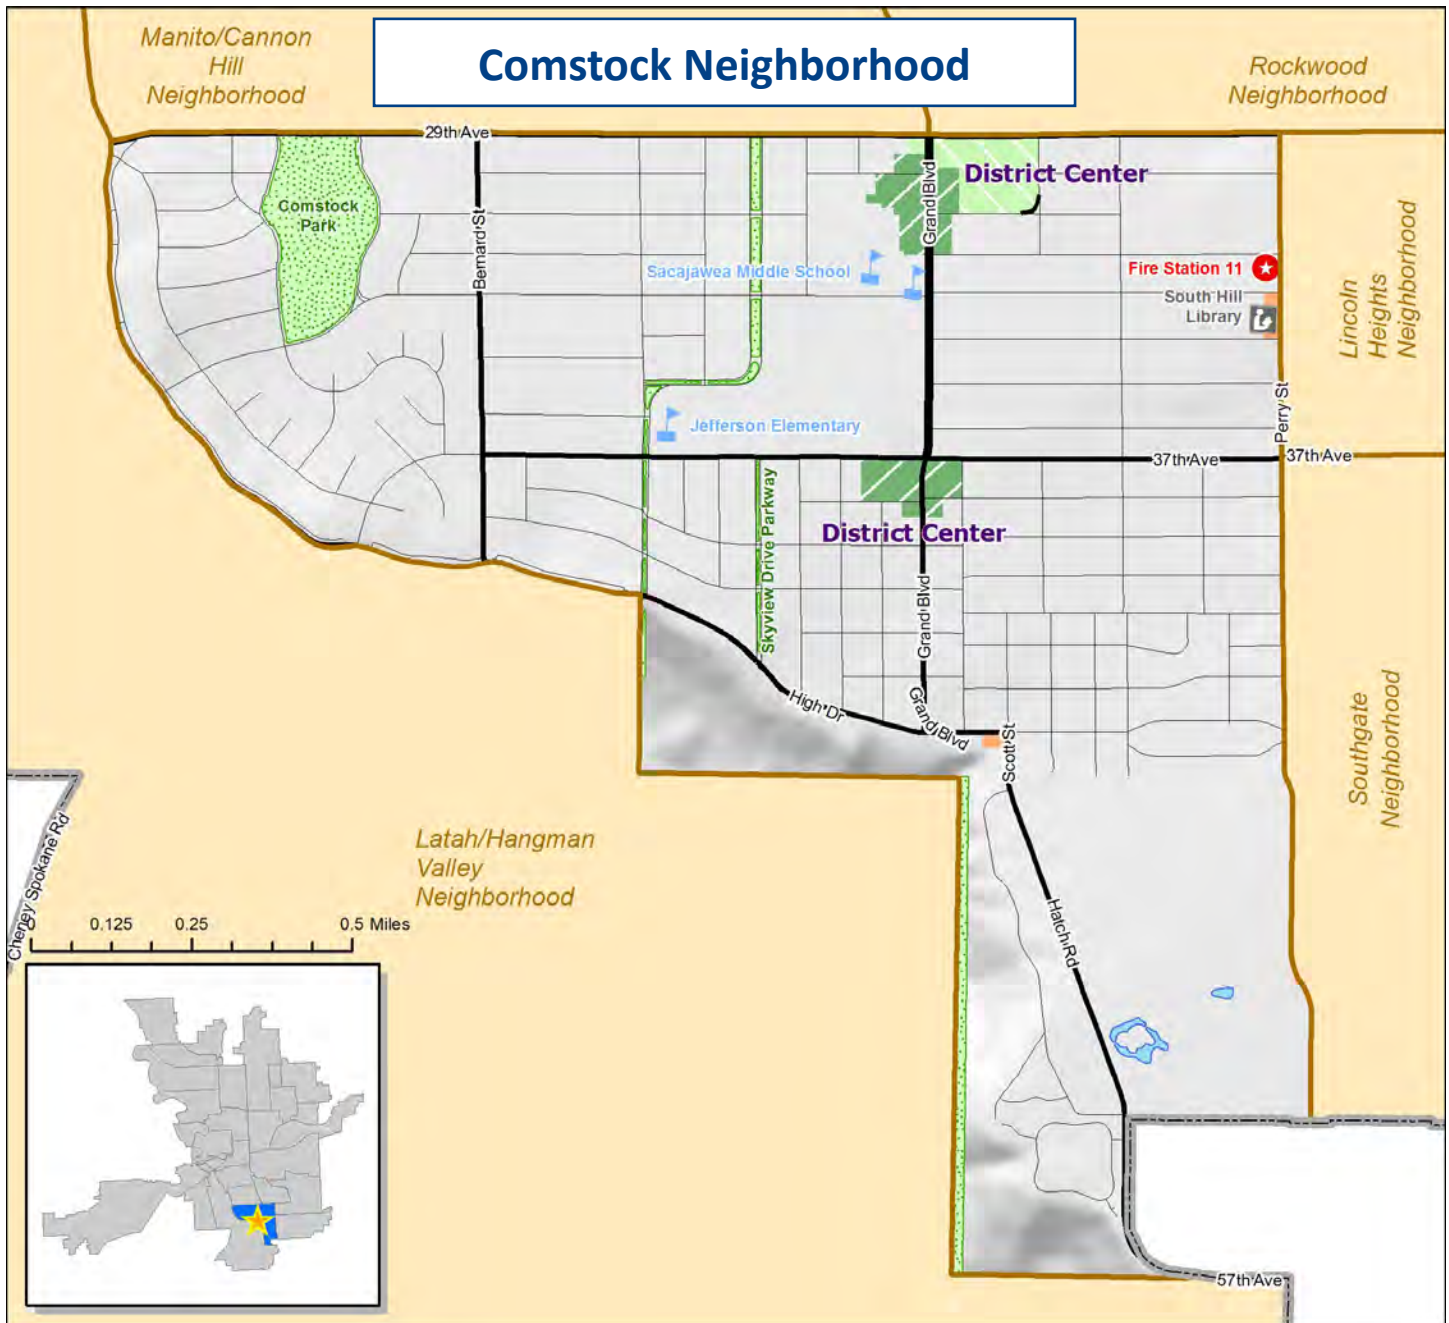 Comstock Neighborhood
Manito/Cannon
Hill
Neighborhood
Rockwood
Neighborhood
29th Ave
District Center
Comstock
Park
Grand Blvd
Bernard St
Sacajawea Middle School
Fire Station 11
South Hill
Library
Lincoln
Heights
Neighborhood
Perry St
Jefferson Elementary
37th Ave
37th Ave
District Center
Skyview Drive Parkway
Grand Blvd
High Dr
Grand Blvd
Scott St
Southgate
Neighborhood
Cheney Spokane Rd
Latah/Hangman
Valley
Neighborhood
Hatch Rd
0 0.125 0.25 0.5 Miles
57th Ave